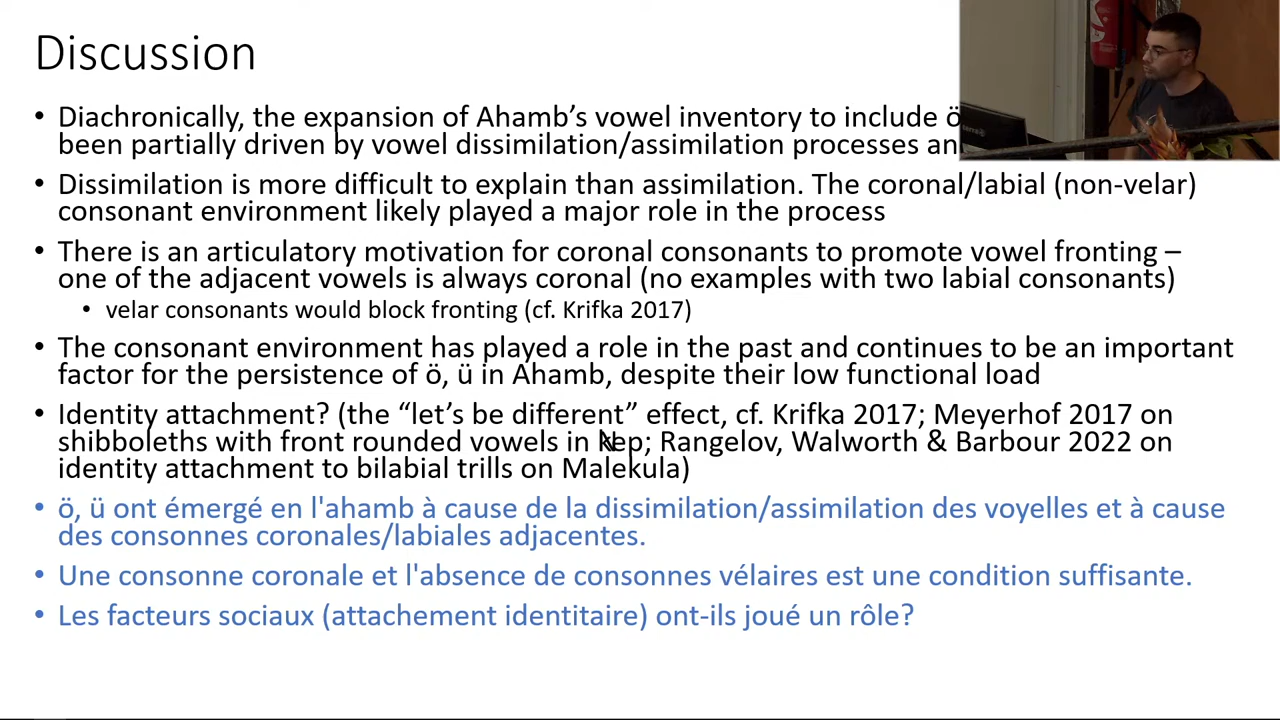 Discussion
• Diachronically, the expansion of Ahamb's vowel inventory to include ö
been partially driven by vowel dissimilation/assimilation processes an
• Dissimilation is more difficult to explain than assimilation. The coronal/labial (non-velar)
consonant environment likely played a major role in the process
• There is an articulatory motivation for coronal consonants to promote vowel fronting –
one of the adjacent vowels is always coronal (no examples with two labial consonants)
• velar consonants would block fronting (cf. Krifka 2017)
• The consonant environment has played a role in the past and continues to be an important
factor for the persistence of ö, ü in Ahamb, despite their low functional load
• Identity attachment? (the “let's be different” effect, cf. Krifka 2017; Meyerhof 2017 on
shibboleths with front rounded vowels in Nep; Rangelov, Walworth & Barbour 2022 on
identity attachment to bilabial trills on Malekula)
• ö, ü ont émergé en l'ahamb à cause de la dissimilation/assimilation des voyelles et à cause
des consonnes coronales/labiales adjacentes.
• Une consonne coronale et l'absence de consonnes vélaires est une condition suffisante.
• Les facteurs sociaux (attachement identitaire) ont-ils joué un rôle?